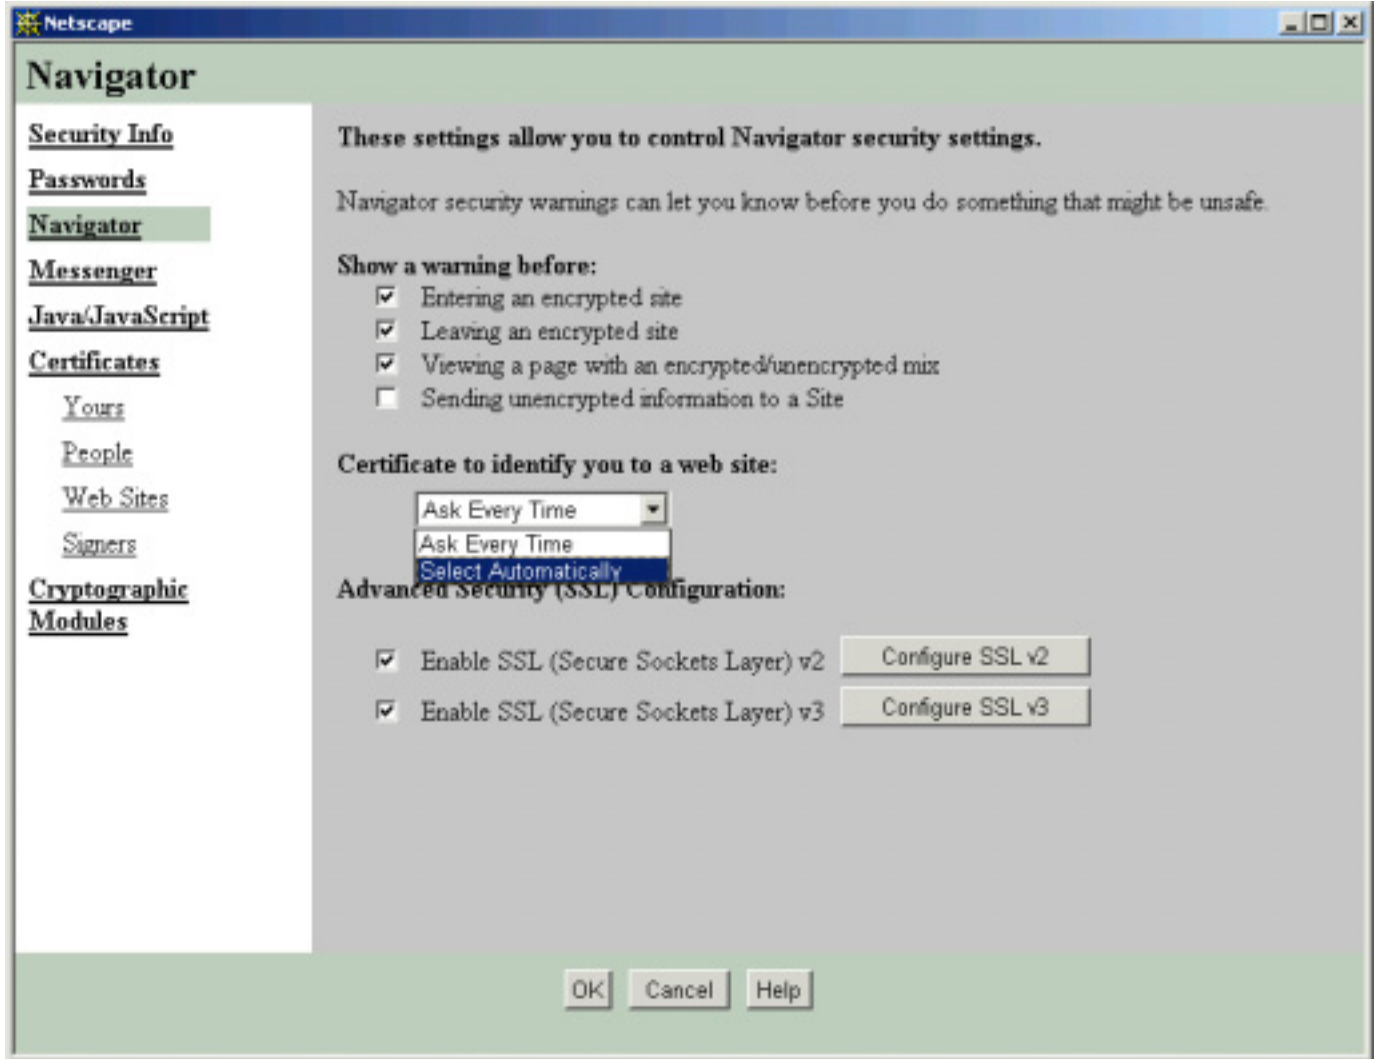 Netscape
Navigator
Security Info
Passwords
Navigator
Messenger
Java/JavaScript
Certificates
Yours
People
Web Sites
Signers
Cryptographic
Modules
These settings allow you to control Navigator security settings.
Navigator security warnings can let you know before you do something that might be unsafe.
Show a warning before:
Entering an encrypted site
Leaving an encrypted site
Viewing a page with an encrypted/unencrypted mix
Sending unencrypted information to a Site
Certificate to identify you to a web site:
Ask Every Time
Ask Every Time
Select Automatically
Advanced Security (SSL) Configuration:
Enable SSL (Secure Sockets Layer) v2 Configure SSL v2
Enable SSL (Secure Sockets Layer) v3 Configure SSL v3
OK Cancel Help